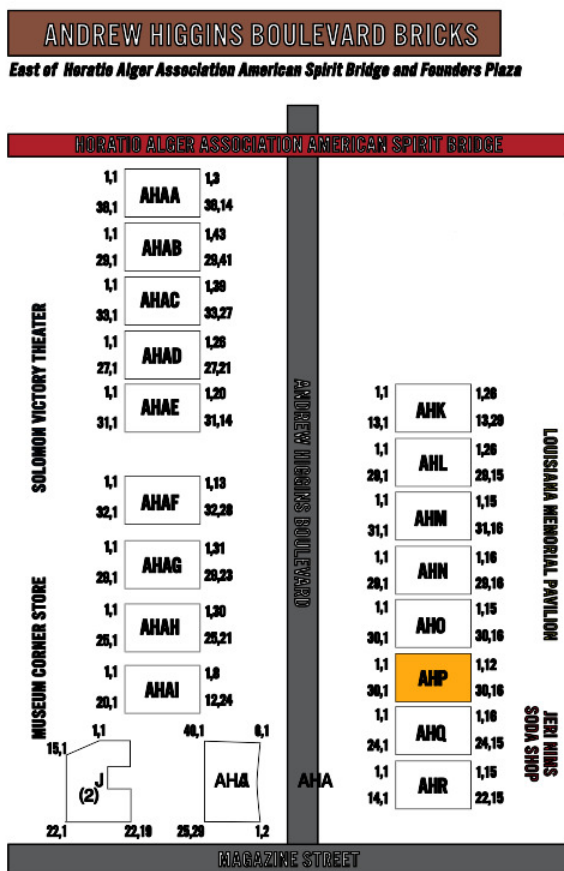 ANDREW HIGGINS BOULEVARD BRICKS
East of Horatio Alger Association American Spirit Bridge and Founders Plaza
HORATIO ALGER ASSOCIATION AMERICAN SPIRIT BRIDGE
1,1 1,3
AHAA
38,1 38,14
1,1 1,43
AHAB
29,1 29,41
1,1 1,39
AHAC
33,1 33,27
1,1 1,26
AHAD
27,1 27,21
1,1 1,20
AHAE
31,1 31,14
SOLOMON VICTORY THEATER
1,1 1,13
AHAF
32,1 32,28
1,1 1,31
AHAG
29,1 29,23
1,1 1,30
AHAH
25,1 25,21
1,1 1,8
AHAI
20,1 12,24
MUSEUM CORNER STORE
1,1
15,1
J
(2)
22,1 22,19
40,1 6,1
25,29 1,2
AHA
ANDREW HIGGINS BOULEVARD
1,1 1,26
AHK
13,1 13,29
1,1 1,26
AHL
29,1 29,15
1,1 1,15
AHM
31,1 31,16
1,1 1,16
AHN
29,1 29,16
1,1 1,15
AHO
30,1 30,16
1,1 1,12
AHP
30,1 30,16
1,1 1,16
AHQ
24,1 24,15
1,1 1,15
AHR
14,1 22,15
LOUISIANA MEMORIAL PAVILION
JERI NIMS
SODA SHOP
MAGAZINE STREET